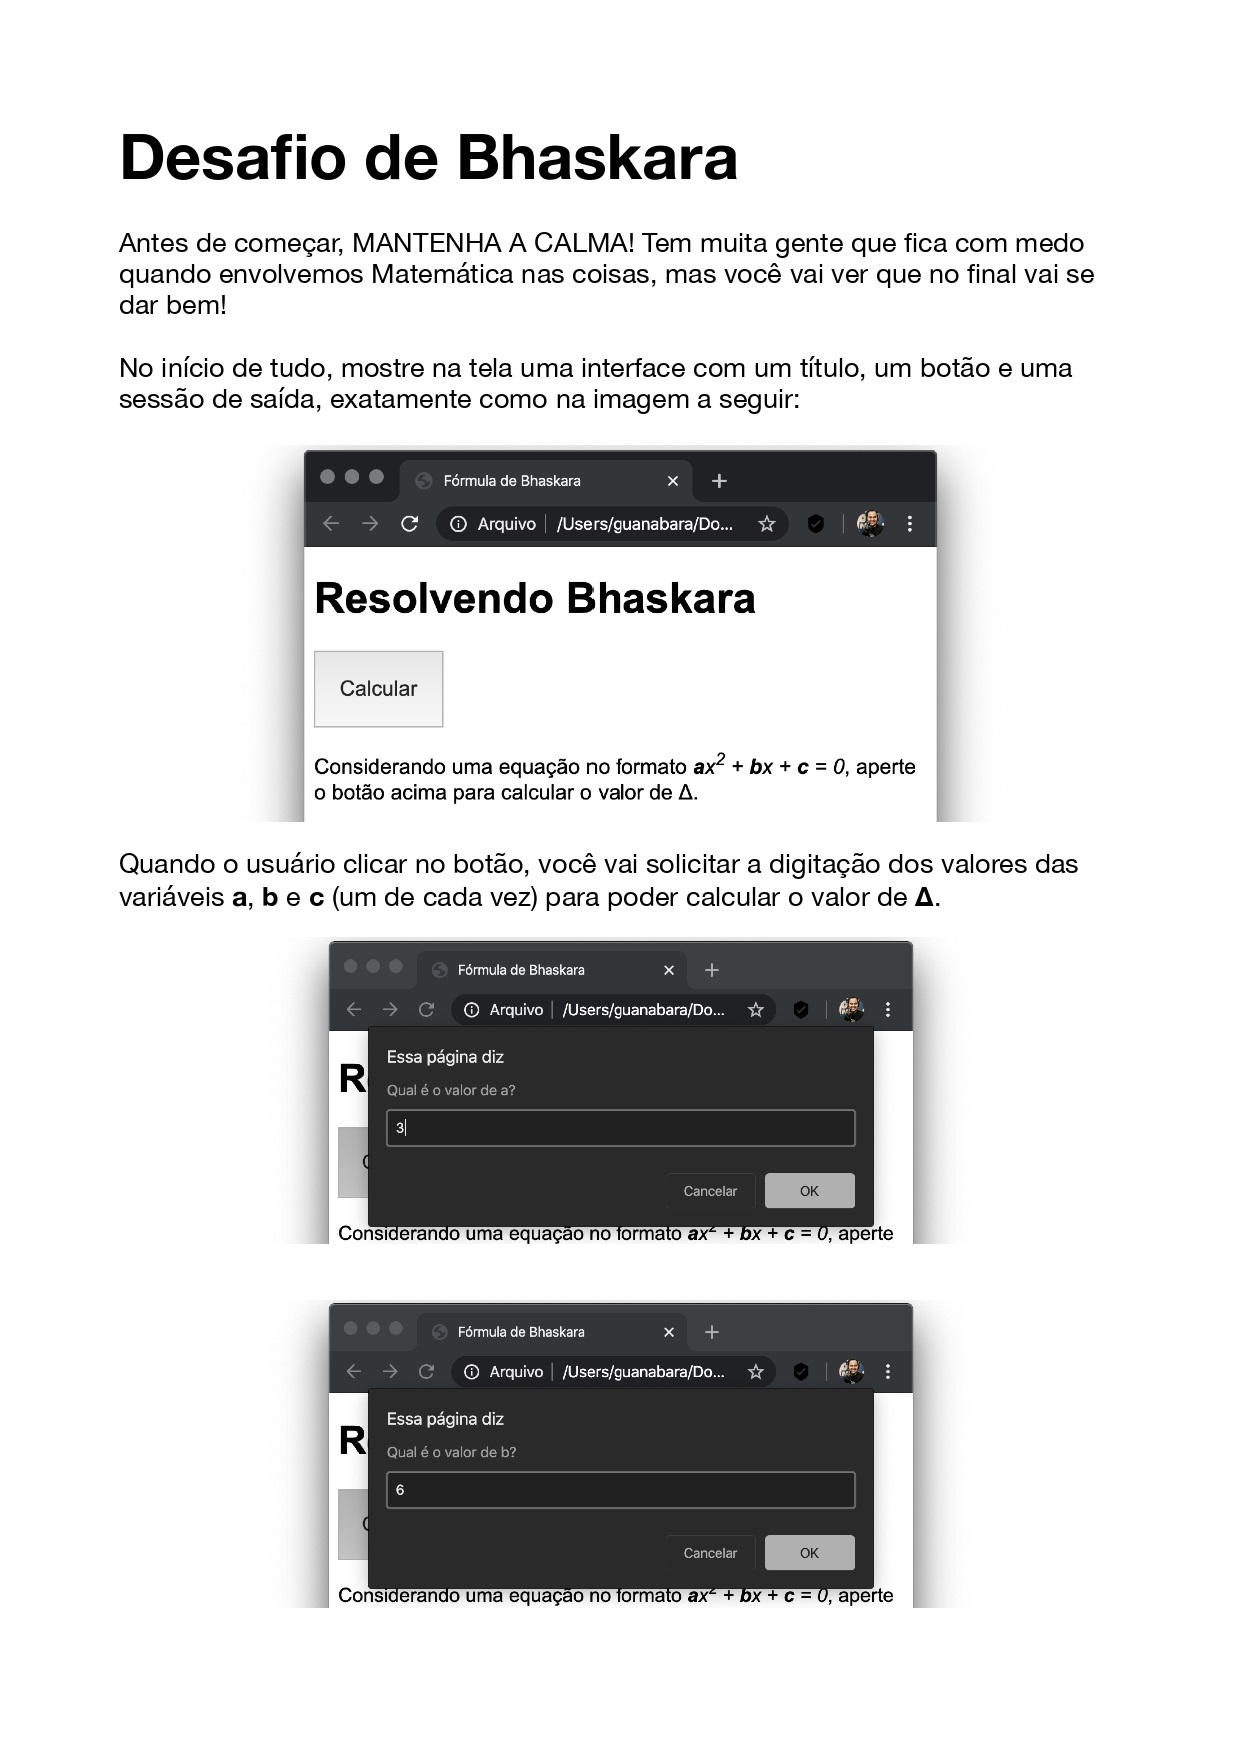 Desafio de Bhaskara
Antes de começar, MANTENHA A CALMA! Tem muita gente que fica com medo
quando envolvemos Matemática nas coisas, mas você vai ver que no final vai se
dar bem!
No início de tudo, mostre na tela uma interface com um título, um botão e uma
sessão de saída, exatamente como na imagem a seguir:
Fórmula de Bhaskara
Arquivo | /Users/guanabara/Do...
Resolvendo Bhaskara
Calcular
Considerando uma equação no formato ax² + bx + c = 0, aperte
o botão acima para calcular o valor de Δ.
Quando o usuário clicar no botão, você vai solicitar a digitação dos valores das
variáveis a, b e c (um de cada vez) para poder calcular o valor de Δ.
Fórmula de Bhaskara
Arquivo | /Users/guanabara/Do...
Essa página diz
R
Qual é o valor de a?
3
C
Cancelar OK
Considerando uma equação no formato ax² + bx + c = 0, aperte
Fórmula de Bhaskara
Arquivo | /Users/guanabara/Do...
Essa página diz
R
Qual é o valor de b?
6
C
Cancelar OK
Considerando uma equação no formato ax² + bx + c = 0, aperte